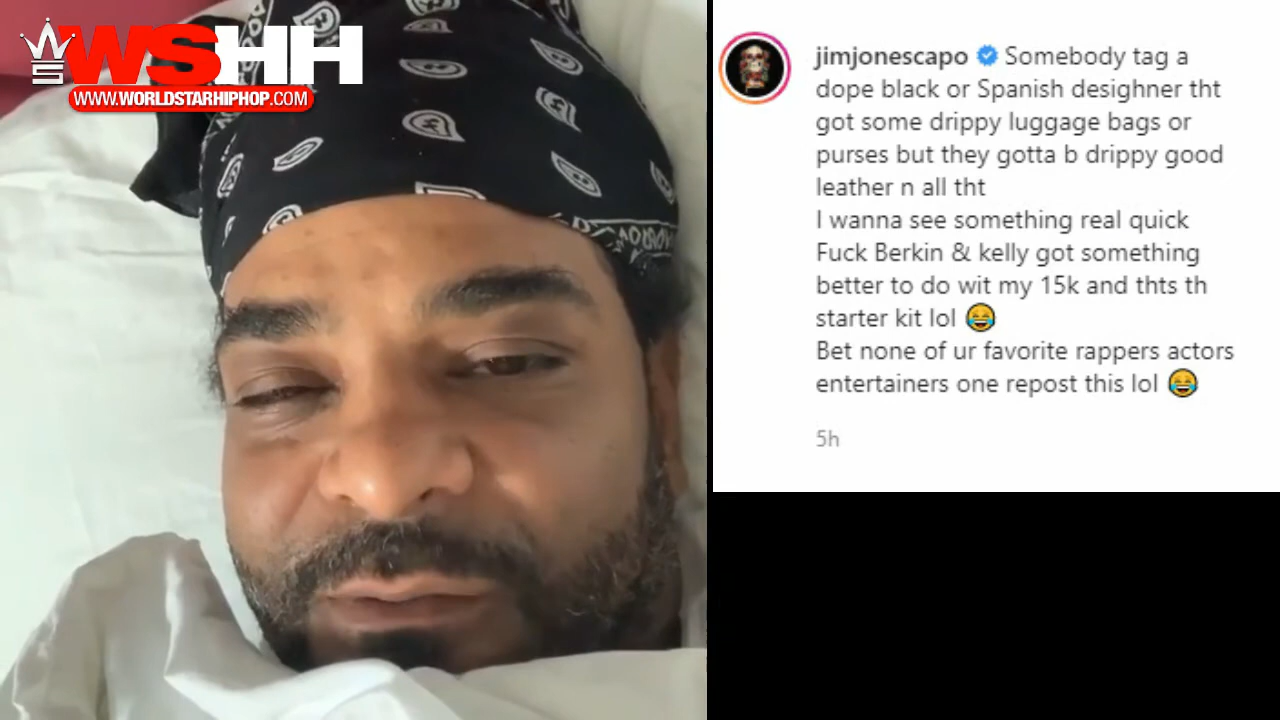 WSHH
WWW.WORLDSTARHIPHOP.COM
jimjonescapo Somebody tag a
dope black or Spanish desighner tht
got some drippy luggage bags or
purses but they gotta b drippy good
leather n all tht
I wanna see something real quick
Fuck Berkin & kelly got something
better to do wit my 15k and thts th
starter kit lol 😂
Bet none of ur favorite rappers actors
entertainers one repost this lol 😂
5h